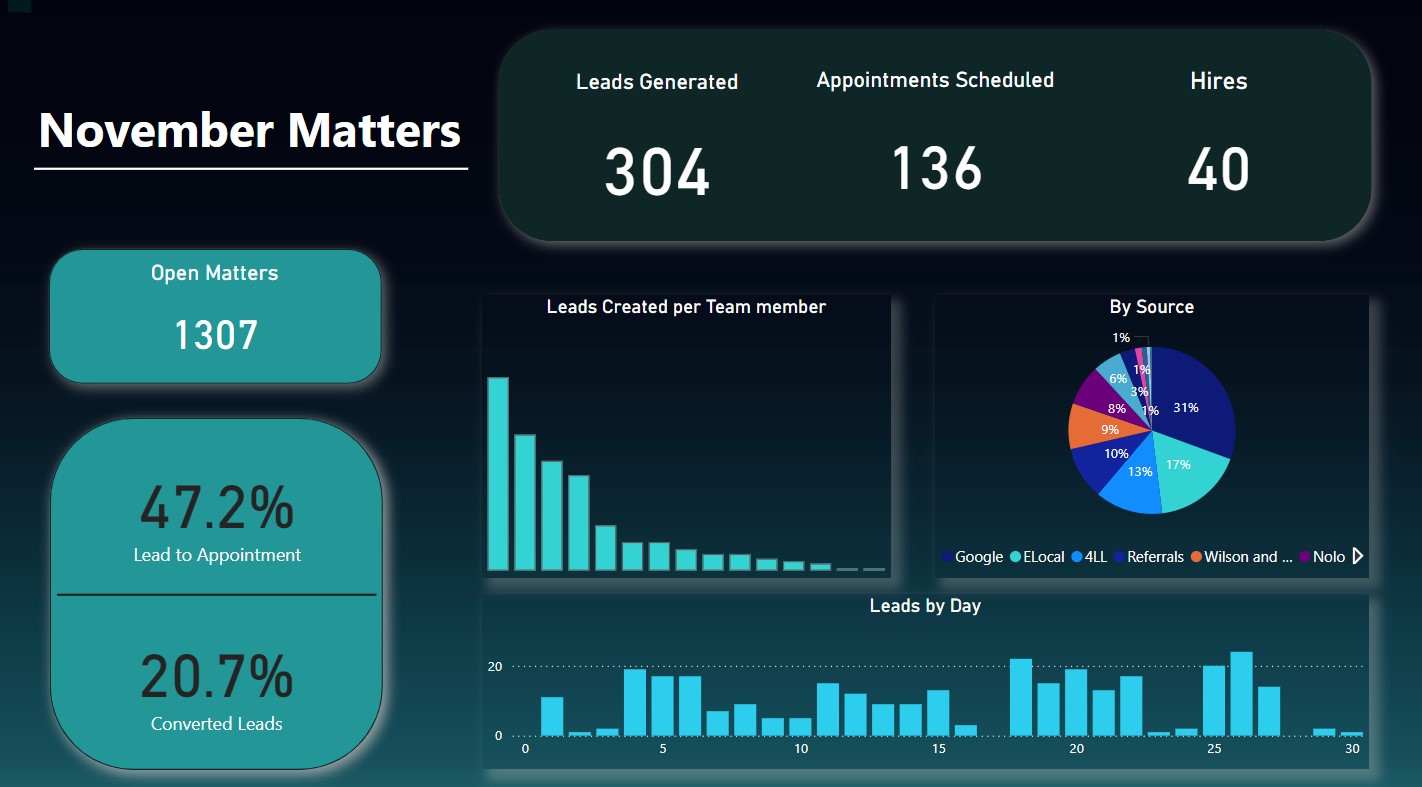 November Matters
Leads Generated
Appointments Scheduled
Hires
304
136
40
Open Matters
1307
47.2%
Lead to Appointment
20.7%
Converted Leads
Leads Created per Team member
By Source
1%
1%
6%
3%
1%
8%
31%
9%
10%
13%
17%
Google ELocal 4LL Referrals Wilson and ... Nolo
Leads by Day
20
0
0 5 10 15 20 25 30